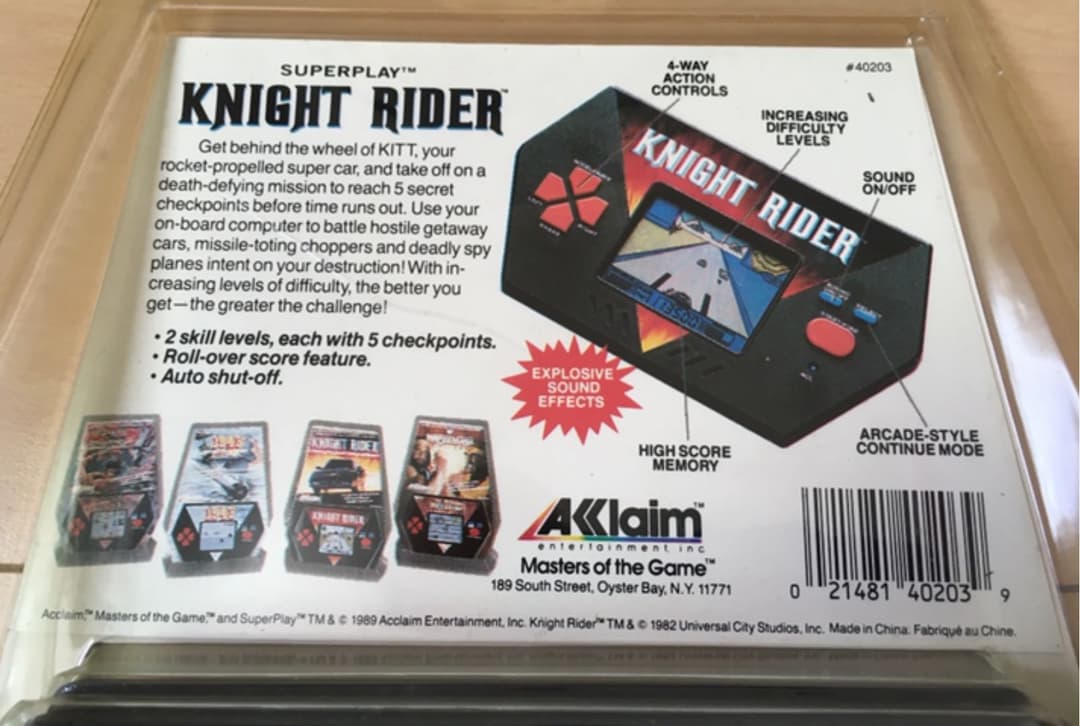 SUPERPLAY™
KNIGHT RIDER™
Get behind the wheel of KITT, your
rocket-propelled super car, and take off on a
death-defying mission to reach 5 secret
checkpoints before time runs out. Use your
on-board computer to battle hostile getaway
cars, missile-toting choppers and deadly spy
planes intent on your destruction! With in-
creasing levels of difficulty, the better you
get—the greater the challenge!
• 2 skill levels, each with 5 checkpoints.
• Roll-over score feature.
• Auto shut-off.
#40203
4-WAY
ACTION
CONTROLS
INCREASING
DIFFICULTY
LEVELS
SOUND
ON/OFF
KNIGHT RIDER
EXPLOSIVE
SOUND
EFFECTS
HIGH SCORE
MEMORY
ARCADE-STYLE
CONTINUE MODE
1943
1943
KNIGHT RIDER
KNIGHT RIDER
AKKlaim™
entertainment, inc
Masters of the Game™
189 South Street, Oyster Bay, N.Y. 11771
0 21481 40203 9
Acclaim,™ Masters of the Game,™ and SuperPlay™ TM & © 1989 Acclaim Entertainment, Inc. Knight Rider™ TM & © 1982 Universal City Studios, Inc. Made in China. Fabriqué au Chine.